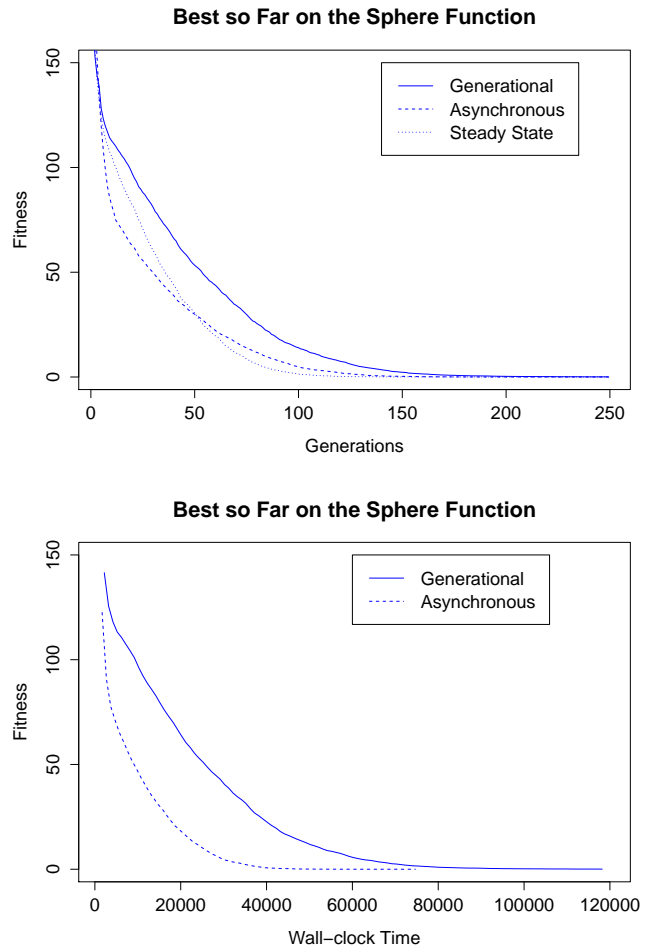 Best so Far on the Sphere Function
150
100
50
0
Fitness
Generational
Asynchronous
Steady State
0 50 100 150 200 250
Generations
Best so Far on the Sphere Function
150
100
50
0
Fitness
Generational
Asynchronous
0 20000 40000 60000 80000 100000 120000
Wall−clock Time